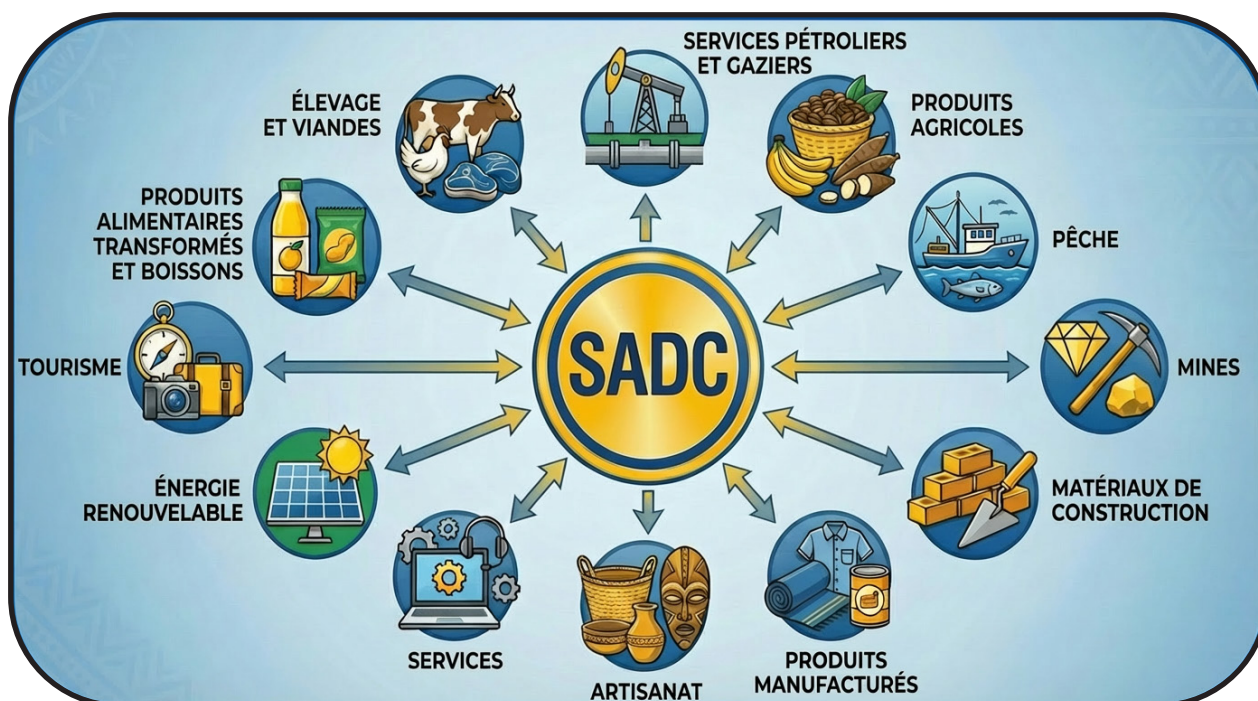 SERVICES PÉTROLIERS
ET GAZIERS
ÉLEVAGE
ET VIANDES
PRODUITS
AGRICOLES
PRODUITS
ALIMENTAIRES
TRANSFORMÉS
ET BOISSONS
PÊCHE
TOURISME
SADC
MINES
ÉNERGIE
RENOUVELABLE
MATÉRIAUX DE
CONSTRUCTION
SERVICES
ARTISANAT
PRODUITS
MANUFACTURÉS